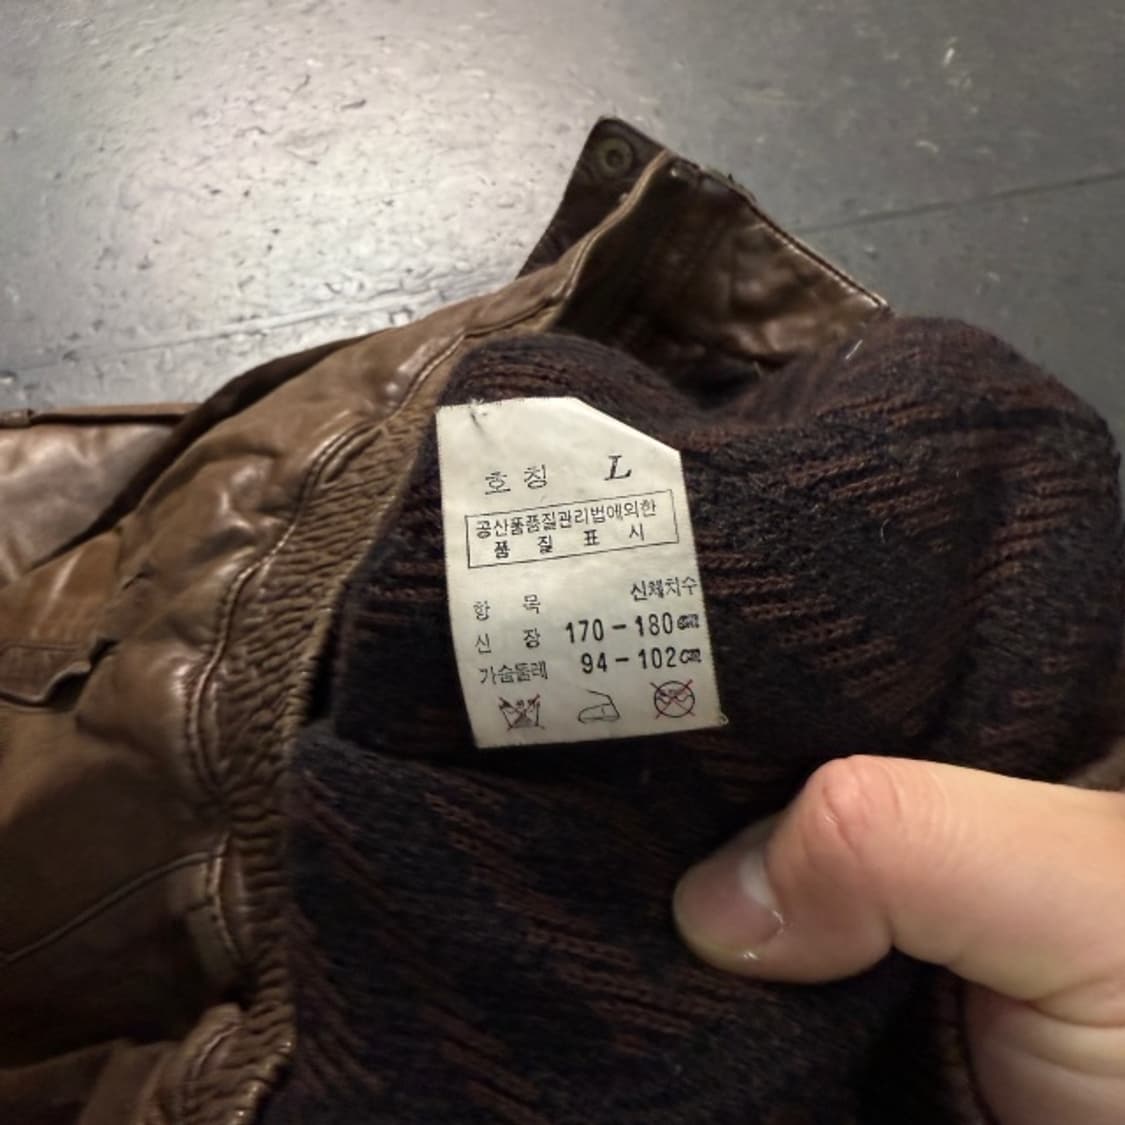 호칭 L
공산품품질관리법에의한
품 질 표 시
항 목 신체치수
신 장 170-180cm
가슴둘레 94-102cm